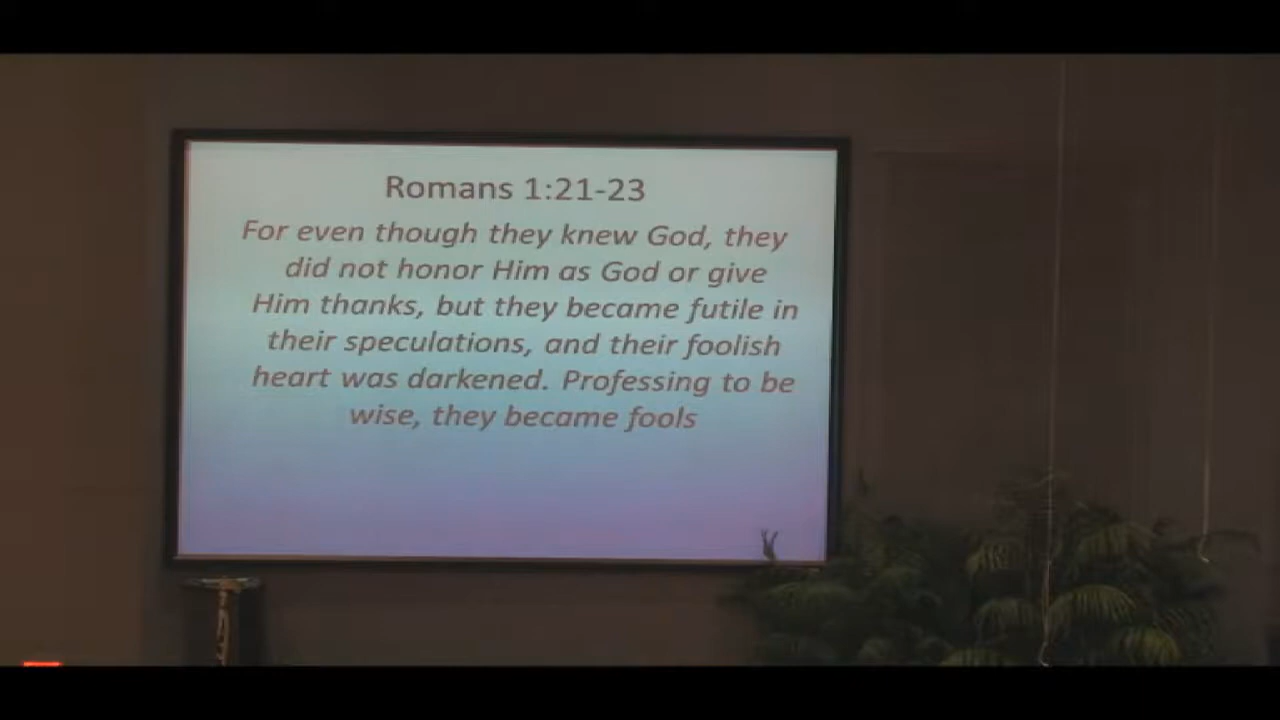 Romans 1:21-23
For even though they knew God, they
did not honor Him as God or give
Him thanks, but they became futile in
their speculations, and their foolish
heart was darkened. Professing to be
wise, they became fools